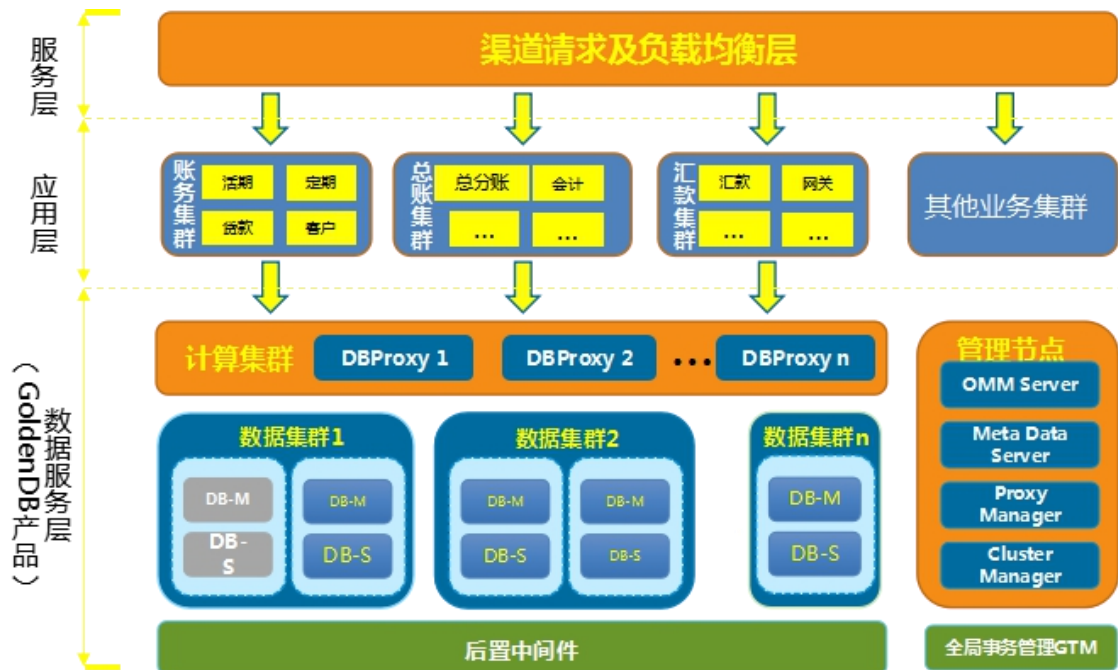 服务层
渠道请求及负载均衡层
应用层
账务集群
活期
定期
贷款
客户
总账集群
总分账
会计
...
...
汇款集群
汇款
网关
...
...
其他业务集群
数据服务层
（GoldenDB产品）
计算集群
DBProxy 1
DBProxy 2
...
DBProxy n
管理节点
OMM Server
Meta Data
Server
Proxy
Manager
Cluster
Manager
数据集群1
DB-M
DB-
S
DB-M
DB-S
数据集群2
DB-M
DB-S
DB-M
DB-S
数据集群n
DB-M
DB-S
后置中间件
全局事务管理GTM